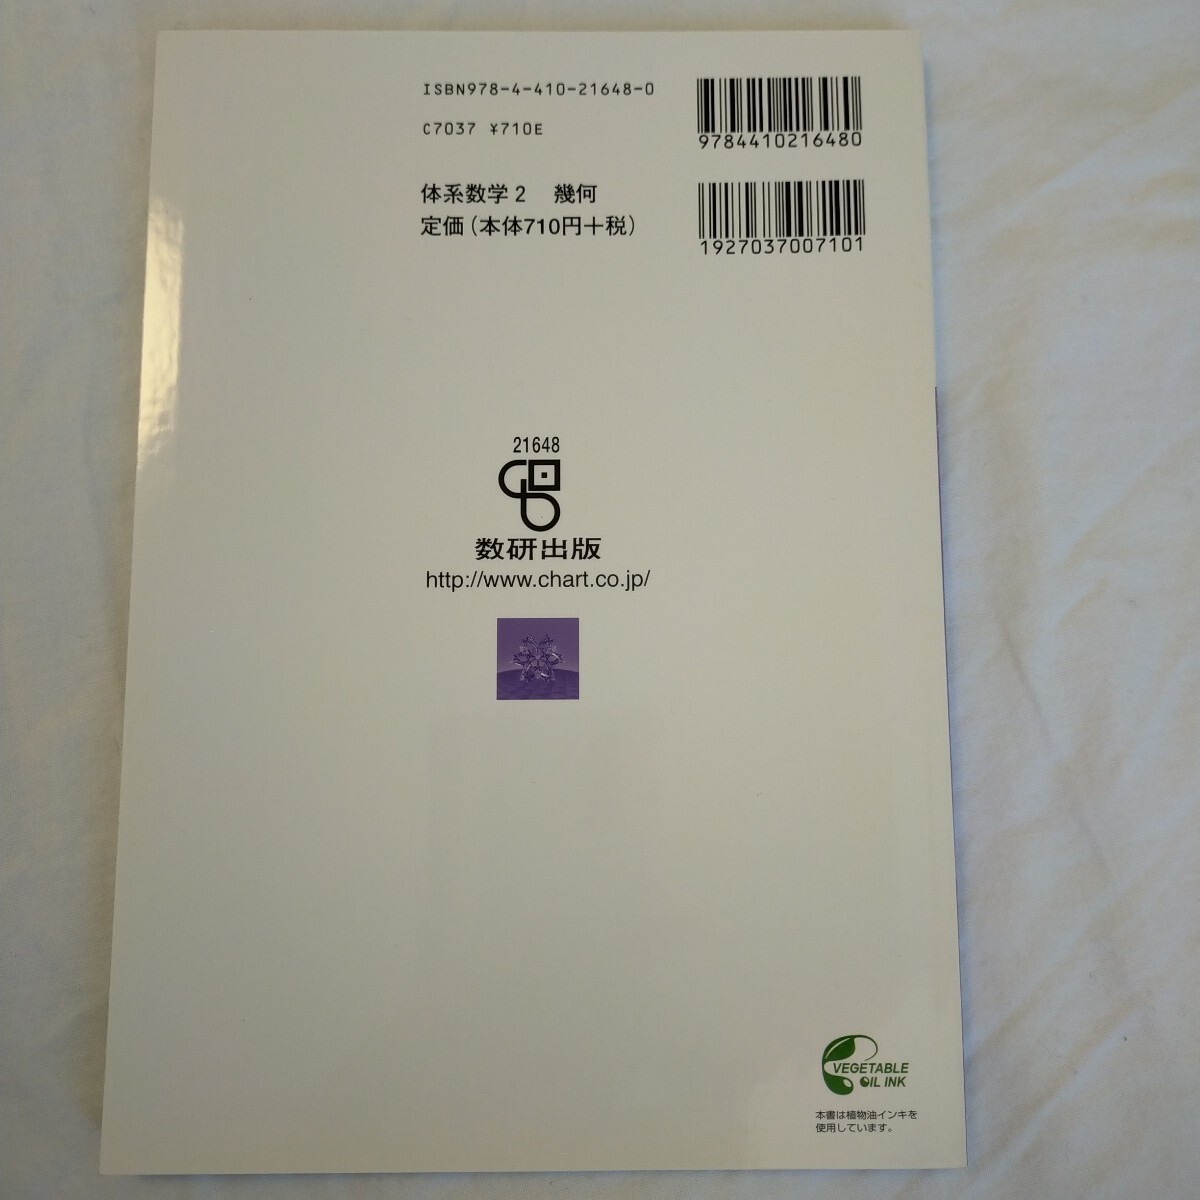 ISBN978-4-410-21648-0
C7037 ¥710E
9784410216480
体系数学2 幾何
定価(本体710円+税)
1927037007101
21648
数研出版
http://www.chart.co.jp/
VEGETABLE
OIL INK
本書は植物油インキを
使用しています。